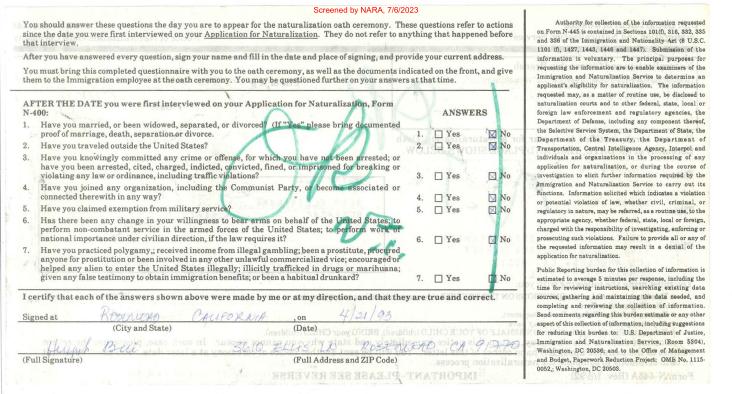 Screened by NARA, 7/6/2023
You should answer these questions the day you are to appear for the naturalization oath ceremony. These questions refer to actions
since the date you were first interviewed on your Application for Naturalization. They do not refer to anything that happened before
that interview.
After you have answered every question, sign your name and fill in the date and place of signing, and provide your current address.
You must bring this completed questionnaire with you to the oath ceremony, as well as the documents indicated on the front, and give
them to the Immigration employee at the oath ceremony. You may be questioned further on your answers at that time.
AFTER THE DATE you were first interviewed on your Application for Naturalization, Form
N-400:
ANSWERS
1. Have you married, or been widowed, separated, or divorced? (If "Yes" please bring documented
proof of marriage, death, separation or divorce.
1. Yes No
2. Have you traveled outside the United States?
2. Yes No
3. Have you knowingly committed any crime or offense, for which you have not been arrested; or
have you been arrested, cited, charged, indicted, convicted, fined, or imprisoned for breaking or
violating any law or ordinance, including traffic violations?
3. Yes No
4. Have you joined any organization, including the Communist Party, or become associated or
connected therewith in any way?
4. Yes No
5. Have you claimed exemption from military service?
5. Yes No
6. Has there been any change in your willingness to bear arms on behalf of the United States; to
perform non-combatant service in the armed forces of the United States; to perform work of
national importance under civilian direction, if the law requires it?
6. Yes No
7. Have you practiced polygamy,; received income from illegal gambling; been a prostitute, procured
anyone for prostitution or been involved in any other unlawful commercialized vice; encouraged or
helped any alien to enter the United States illegally; illicitly trafficked in drugs or marihuana;
given any false testimony to obtain immigration benefits; or been a habitual drunkard?
7. Yes No
I certify that each of the answers shown above were made by me or at my direction, and that they are true and correct.
Signed at ROSEMEAD CALIFORNIA , on 4/21/93
(City and State) (Date)
3610 ELLIS LN. ROSEMEAD CA. 91770
(Full Signature) (Full Address and ZIP Code)
IMPORTANT-PLEASE SEE REVERSE
Authority for collection of the information requested
on Form N-445 is contained in Sections 101(f), 316, 332, 335
and 336 of the Immigration and Nationality Act (8 U.S.C.
1101 (f), 1427, 1443, 1446 and 1447). Submission of the
information is voluntary. The principal purposes for
requesting the information are to enable examiners of the
Immigration and Naturalization Service to determine an
applicant's eligibility for naturalization. The information
requested may, as a matter of routine use, be disclosed to
naturalization courts and to other federal, state, local or
foreign law enforcement and regulatory agencies, the
Department of Defense, including any component thereof,
the Selective Service System, the Department of State, the
Department of the Treasury, the Department of
Transportation, Central Intelligence Agency, Interpol and
individuals and organizations in the processing of any
application for naturalization, or during the course of
investigation to elicit further information required by the
Immigration and Naturalization Service to carry out its
functions. Information solicited which indicates a violation
or potential violation of law, whether civil, criminal, or
regulatory in nature, may be referred, as a routine use, to the
appropriate agency, whether federal, state, local or foreign,
charged with the responsibility of investigating, enforcing or
prosecuting such violations. Failure to provide all or any of
the requested information may result in a denial of the
application for naturalization.
Public Reporting burden for this collection of information is
estimated to average 5 minutes per response, including the
time for reviewing instructions, searching existing data
sources, gathering and maintaining the data needed, and
completing and reviewing the collection of information.
Send comments regarding this burden estimate or any other
aspect of this collection of information, including suggestions
for reducing this burden to: U.S. Department of Justice,
Immigration and Naturalization Service, (Room 5304),
Washington, DC 20536; and to the Office of Management
and Budget, Paperwork Reduction Project: OMB No. 1115-
0052,; Washington, DC 20503.